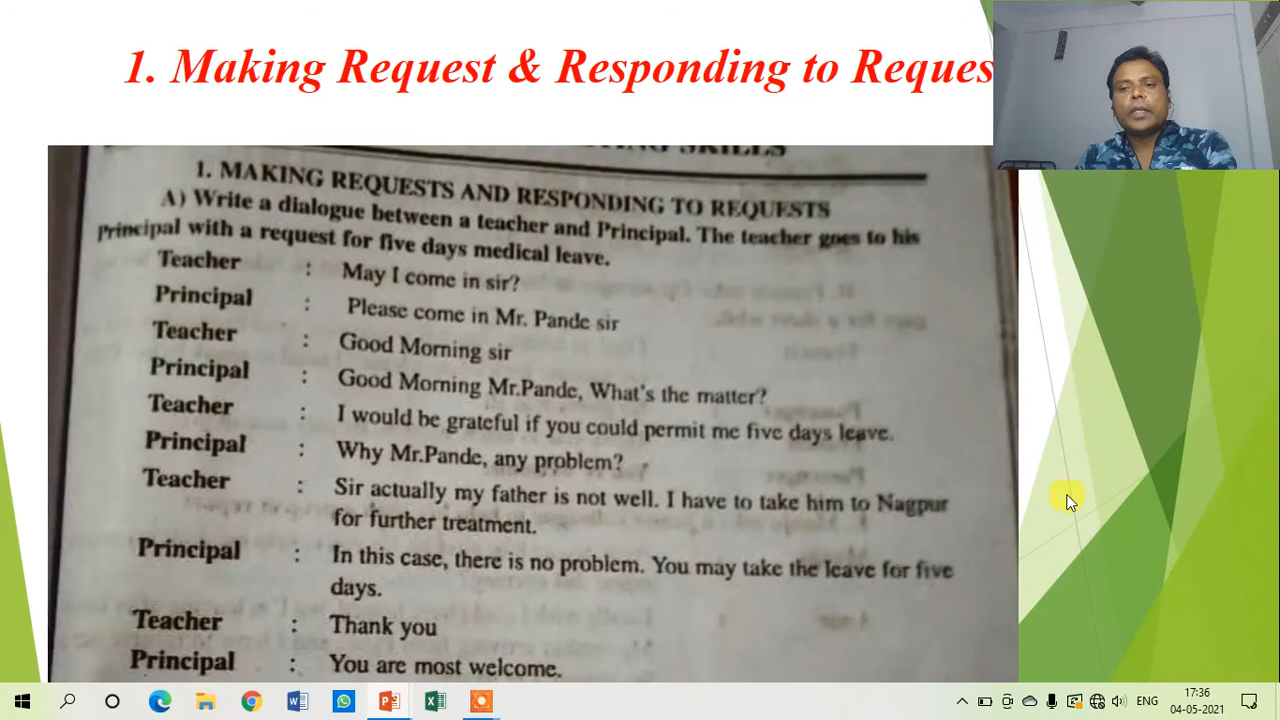 1. Making Request & Responding to Reques
SKILLS
1. MAKING REQUESTS AND RESPONDING TO REQUESTS
A) Write a dialogue between a teacher and Principal. The teacher goes to his
principal with a request for five days medical leave.
Teacher : May I come in sir?
Principal : Please come in Mr. Pande sir
Teacher : Good Morning sir
Principal : Good Morning Mr.Pande, What's the matter?
Teacher : I would be grateful if you could permit me five days leave.
Principal : Why Mr.Pande, any problem?
Teacher : Sir actually my father is not well. I have to take him to Nagpur
for further treatment.
Principal : In this case, there is no problem. You may take the leave for five
days.
Teacher : Thank you
Principal : You are most welcome.
ENG
17:36
04-05-2021